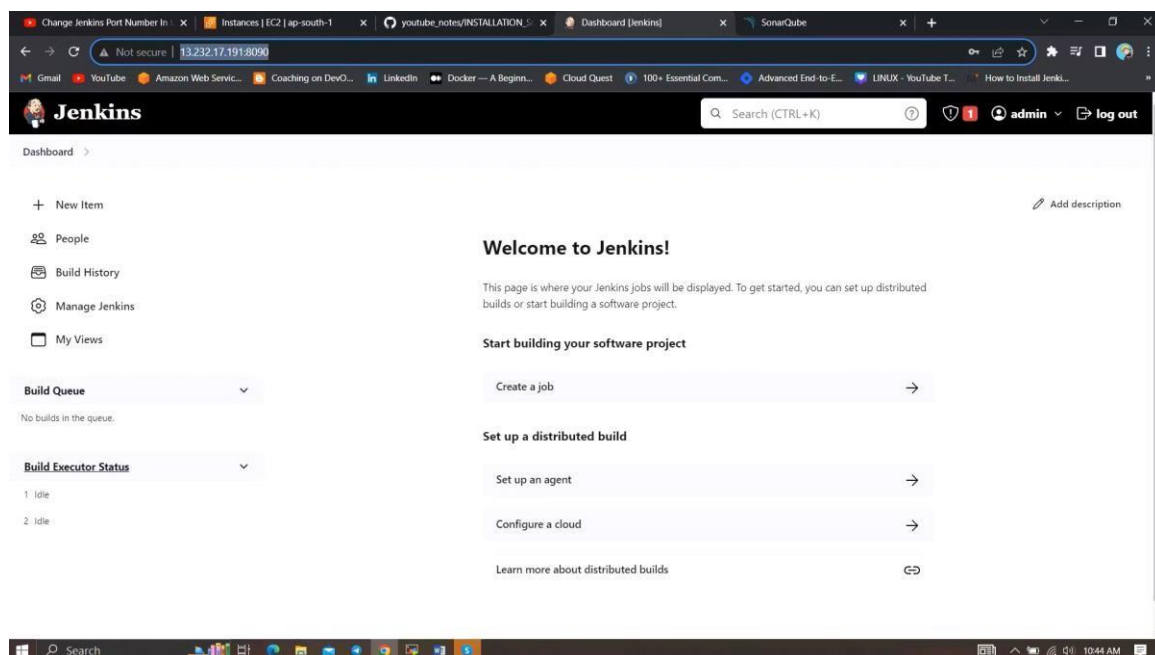 Change Jenkins Port Number In
Instances | EC2 | ap-south-1
youtube_notes/INSTALLATION_S
Dashboard [Jenkins]
SonarQube
Not secure | 13.232.17.191:8090
Gmail
YouTube
Amazon Web Servic...
Coaching on DevO...
LinkedIn
Docker — A Beginn...
Cloud Quest
100+ Essential Com...
Advanced End-to-E...
LINUX - YouTube T...
How to Install Jenki...
Jenkins
Search (CTRL+K)
1
admin
log out
Dashboard
New Item
Add description
People
Build History
Manage Jenkins
My Views
Build Queue
No builds in the queue.
Build Executor Status
1 Idle
2 Idle
Welcome to Jenkins!
This page is where your Jenkins jobs will be displayed. To get started, you can set up distributed
builds or start building a software project.
Start building your software project
Create a job
Set up a distributed build
Set up an agent
Configure a cloud
Learn more about distributed builds
Search
10:44 AM